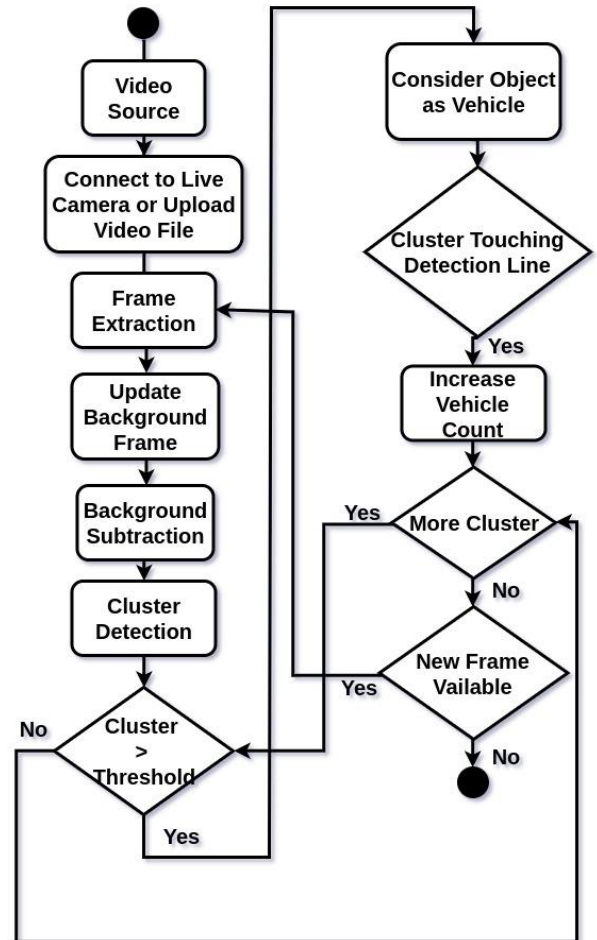 Video
Source
Connect to Live
Camera or Upload
Video File
Frame
Extraction
Update
Background
Frame
Background
Subtraction
Cluster
Detection
Cluster
>
Threshold
No
Yes
Consider Object
as Vehicle
Cluster Touching
Detection Line
Yes
Increase
Vehicle
Count
More Cluster
Yes
No
New Frame
Vailable
Yes
No